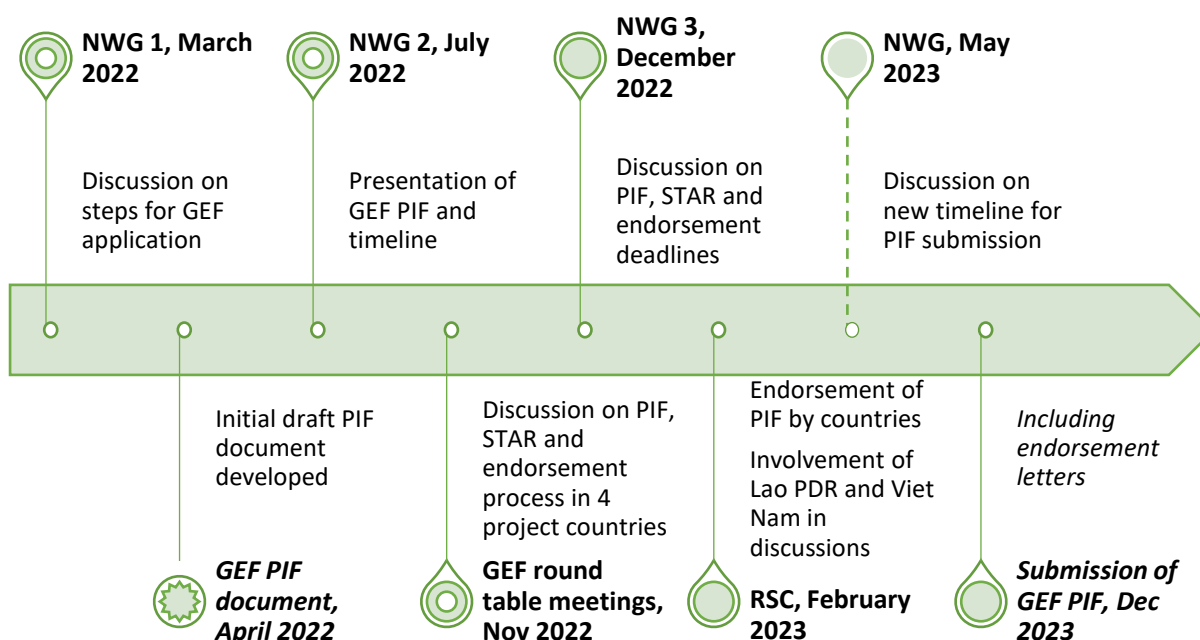 NWG 1, March
2022
Discussion on
steps for GEF
application
NWG 2, July
2022
Presentation of
GEF PIF and
timeline
NWG 3,
December
2022
Discussion on
PIF, STAR and
endorsement
deadlines
NWG, May
2023
Discussion on
new timeline for
PIF submission
Initial draft PIF
document
developed
GEF PIF
document,
April 2022
Discussion on PIF,
STAR and
endorsement
process in 4
project countries
GEF round
table meetings,
Nov 2022
Endorsement of
PIF by countries
Involvement of
Lao PDR and Viet
Nam in
discussions
RSC, February
2023
Including
endorsement
letters
Submission of
GEF PIF, Dec
2023